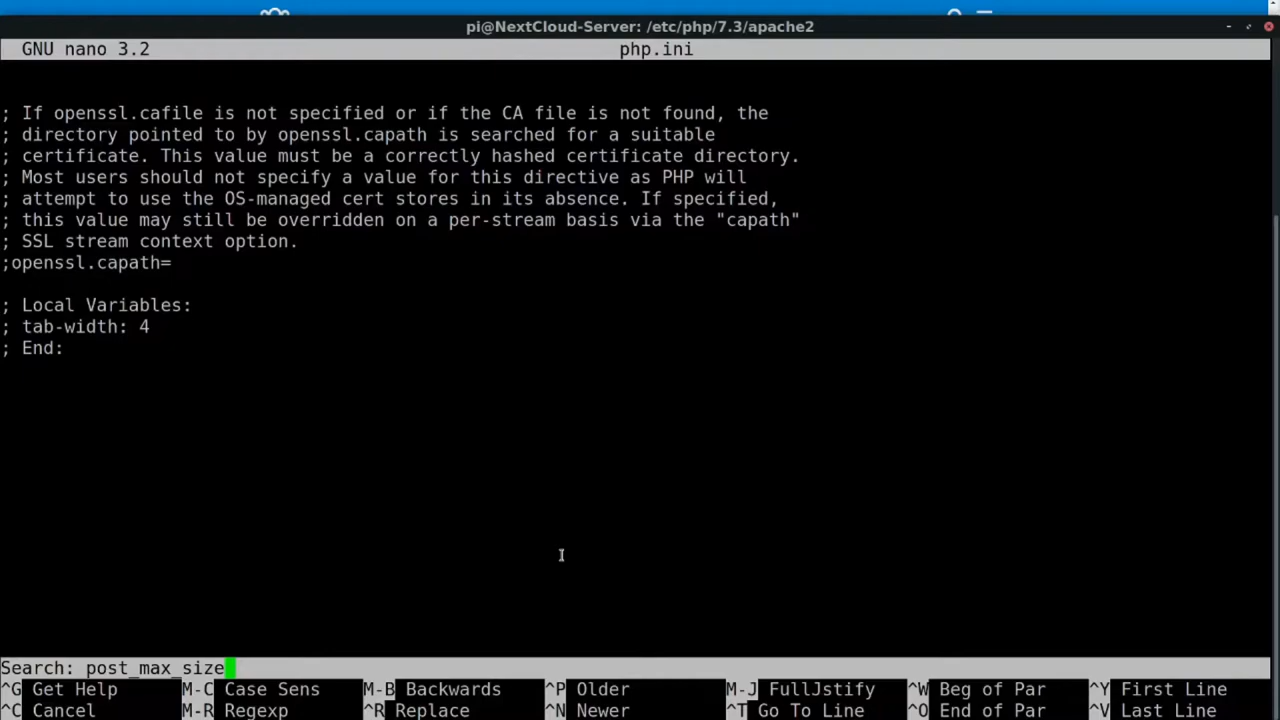 pi@NextCloud-Server: /etc/php/7.3/apache2
GNU nano 3.2 php.ini
; If openssl.cafile is not specified or if the CA file is not found, the
; directory pointed to by openssl.capath is searched for a suitable
; certificate. This value must be a correctly hashed certificate directory.
; Most users should not specify a value for this directive as PHP will
; attempt to use the OS-managed cert stores in its absence. If specified,
; this value may still be overridden on a per-stream basis via the "capath"
; SSL stream context option.
;openssl.capath=
; Local Variables:
; tab-width: 4
; End:
Search: post_max_size
^G Get Help M-C Case Sens M-B Backwards ^P Older M-J FullJstify ^W Beg of Par ^Y First Line
^C Cancel M-R Regexp ^R Replace ^N Newer ^T Go To Line ^O End of Par ^V Last Line